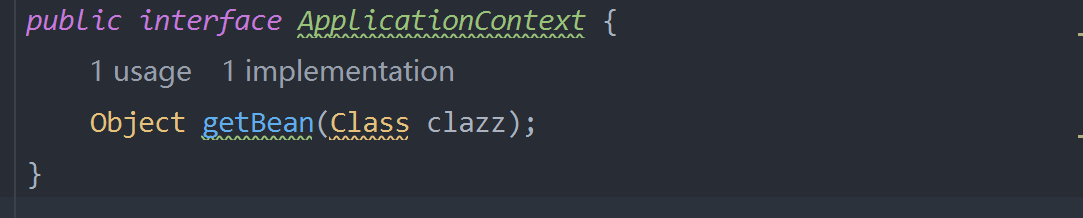 public interface ApplicationContext {
1 usage 1 implementation
Object getBean(Class clazz);
}